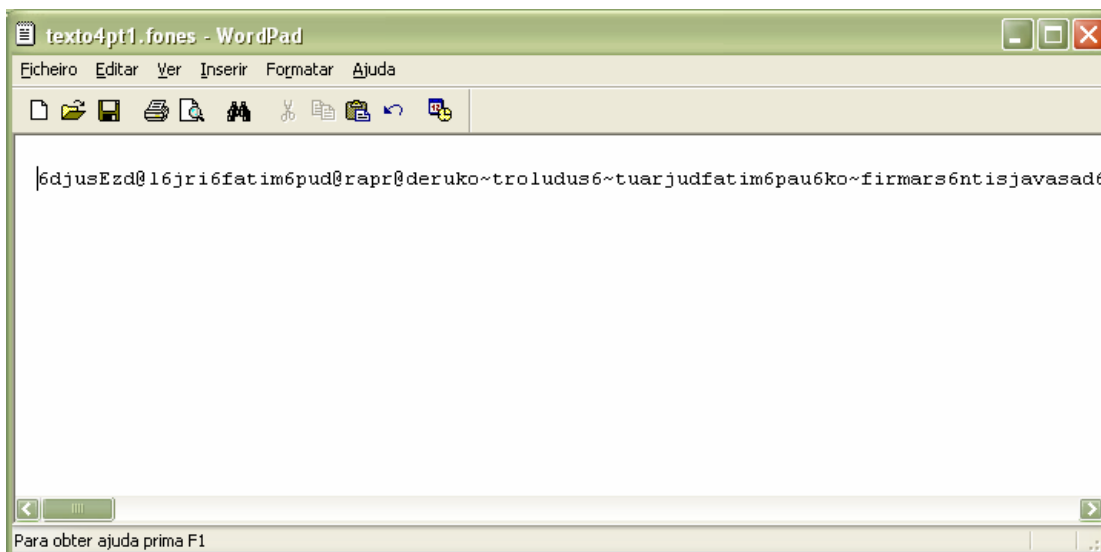 texto4pt1.fones - WordPad
Ficheiro Editar Ver Inserir Formatar Ajuda
6djusEzd@l6jri6fatim6pud@rapr@deruko~troludus6~tuarjudfatim6pau6ko~firmars6ntisjavasad6
Para obter ajuda prima F1